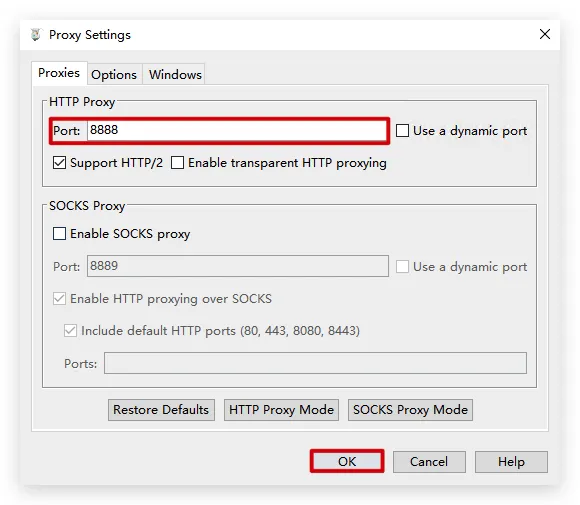 Proxy Settings
Proxies Options Windows
HTTP Proxy
Port: 8888 Use a dynamic port
Support HTTP/2 Enable transparent HTTP proxying
SOCKS Proxy
Enable SOCKS proxy
Port: 8889 Use a dynamic port
Enable HTTP proxying over SOCKS
Include default HTTP ports (80, 443, 8080, 8443)
Ports:
Restore Defaults HTTP Proxy Mode SOCKS Proxy Mode
OK Cancel Help